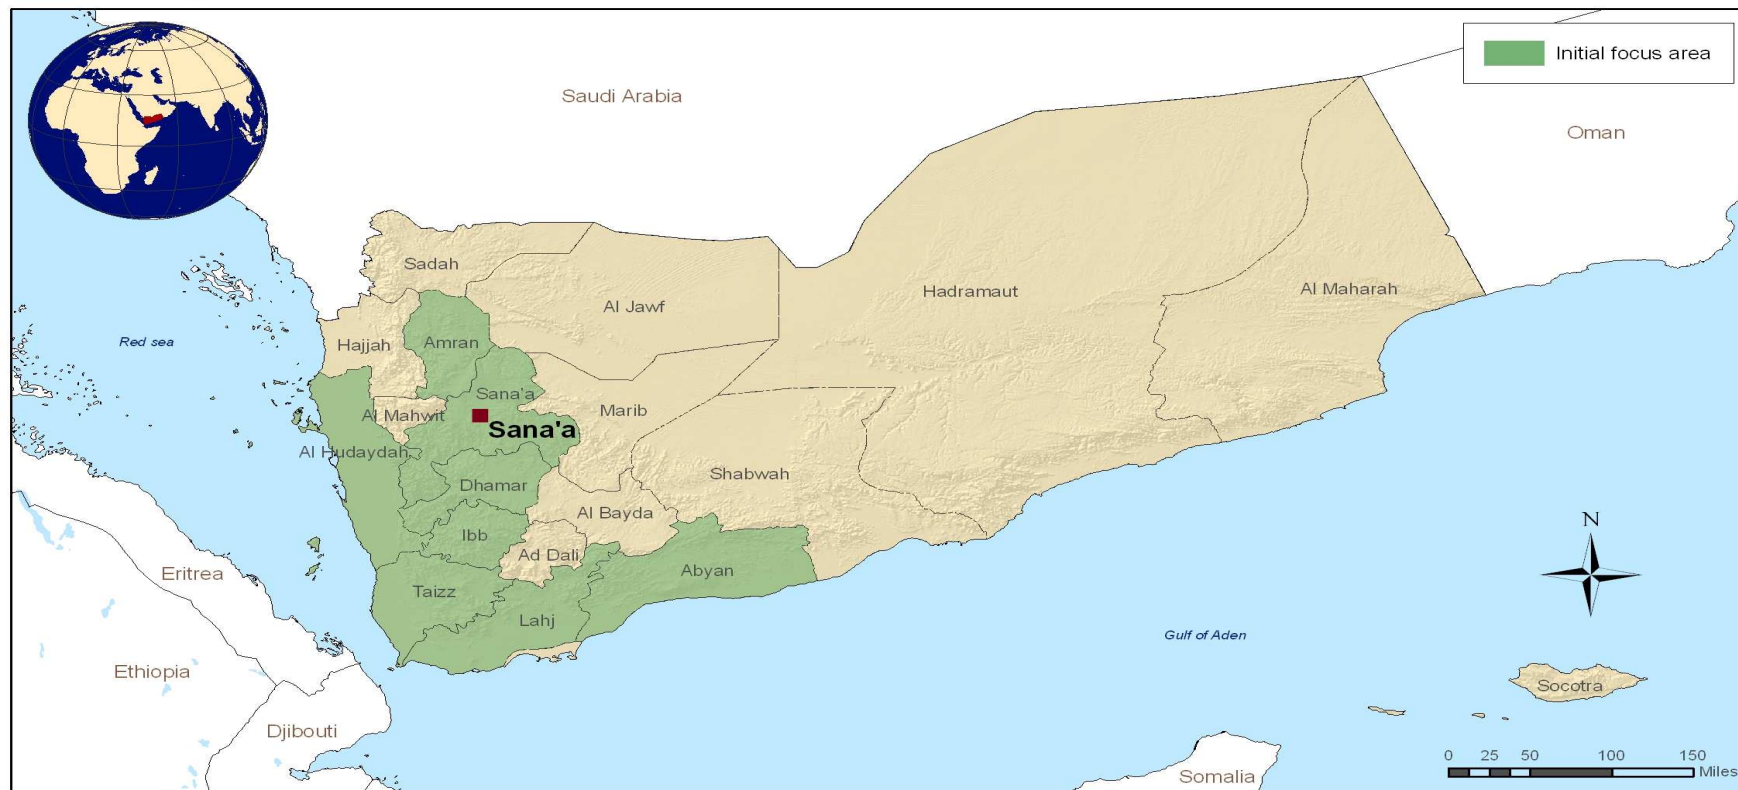 Initial focus area
Saudi Arabia
Oman
Sadah
Al Jawf
Hadramaut
Al Maharah
Red sea
Hajjah
Amran
Sana'a
Al Mahwit
Marib
Sana'a
Al Hudaydah
Dhamar
Shabwah
Al Bayda
Ibb
Ad Dali
Abyan
N
Eritrea
Taizz
Lahj
Gulf of Aden
Ethiopia
Socotra
Djibouti
Somalia
0 25 50 100 150
Miles